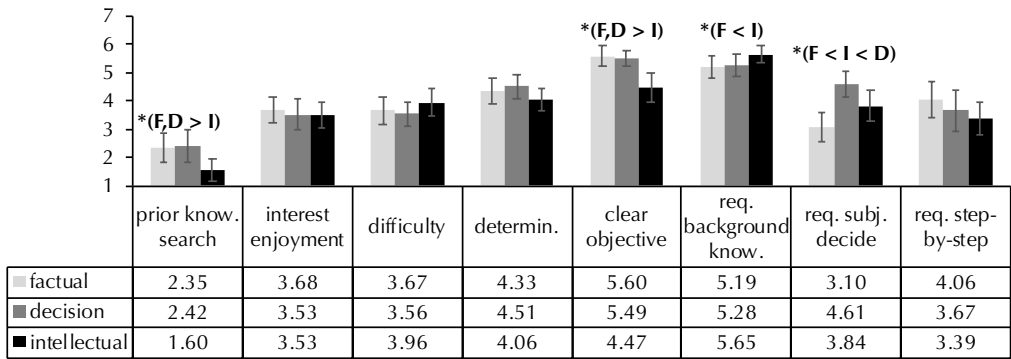 7
6
5
4
3
2
1
*(F,D > I)
*(F,D > I)
*(F < I)
*(F < I < D)
prior know. search
interest enjoyment
difficulty
determin.
clear objective
req. background know.
req. subj. decide
req. step-by-step
factual 2.35 3.68 3.67 4.33 5.60 5.19 3.10 4.06
decision 2.42 3.53 3.56 4.51 5.49 5.28 4.61 3.67
intellectual 1.60 3.53 3.96 4.06 4.47 5.65 3.84 3.39